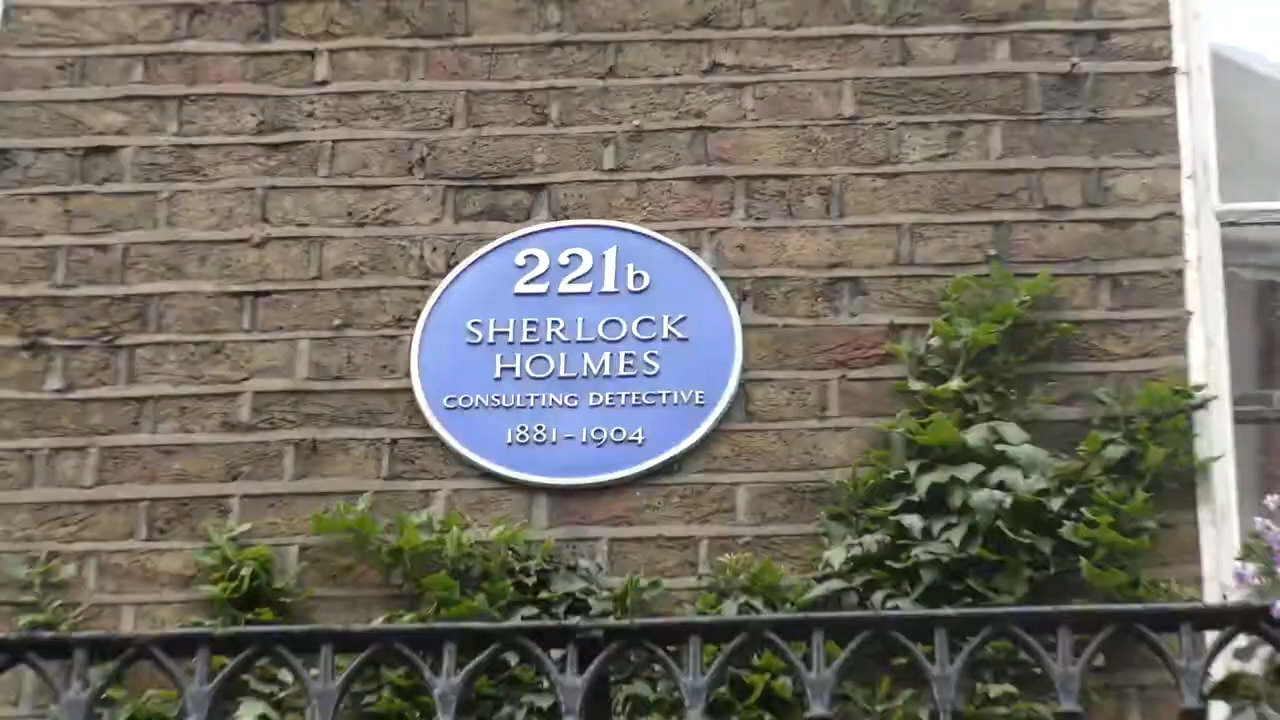 221b
SHERLOCK
HOLMES
CONSULTING DETECTIVE
1881-1904